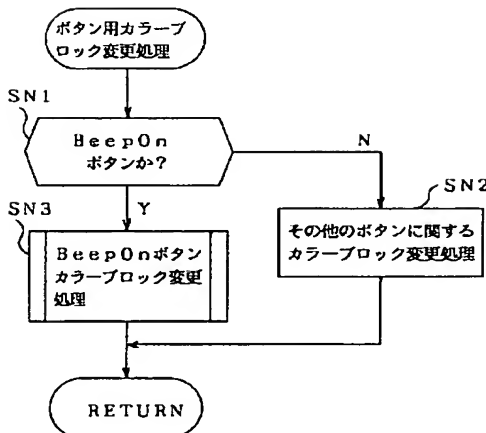 ボタン用カラーブ
ロック変更処理
SN1
BeepOn
ボタンか?
N
SN2
Y
SN3
その他のボタンに関する
カラーブロック変更処理
BeepOnボタン
カラーブロック変更
処理
RETURN